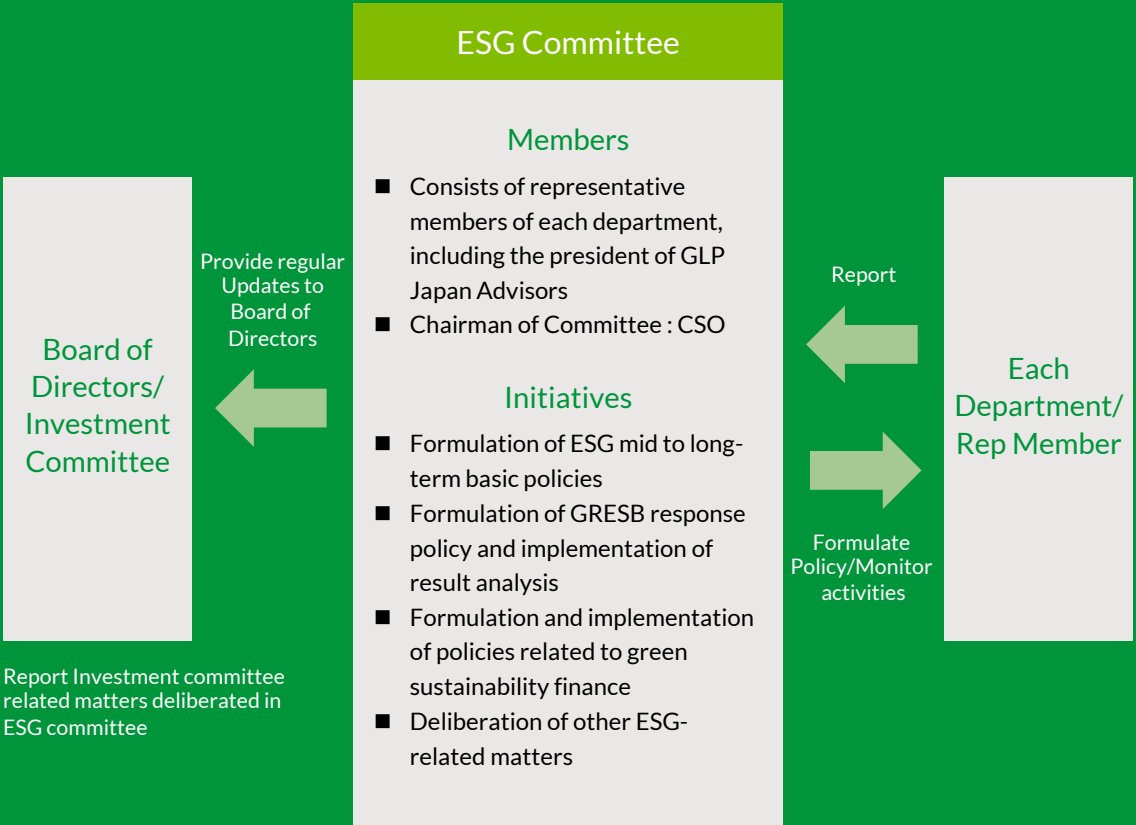 ESG Committee
Members
■ Consists of representative
members of each department,
including the president of GLP
Japan Advisors
■ Chairman of Committee : CSO
Initiatives
■ Formulation of ESG mid to long-
term basic policies
■ Formulation of GRESB response
policy and implementation of
result analysis
■ Formulation and implementation
of policies related to green
sustainability finance
■ Deliberation of other ESG-
related matters
Board of
Directors/
Investment
Committee
Provide regular
Updates to
Board of
Directors
Report Investment committee
related matters deliberated in
ESG committee
Report
Formulate
Policy/Monitor
activities
Each
Department/
Rep Member